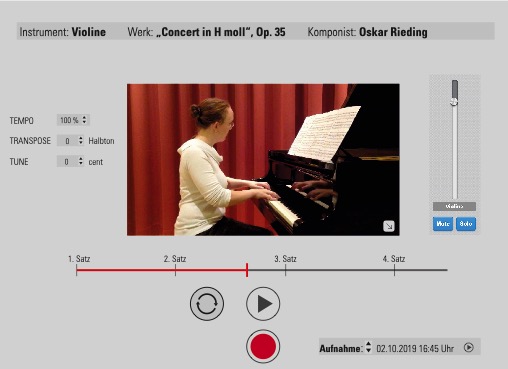 Instrument: Violine Werk: „Concert in H moll“, Op. 35 Komponist: Oskar Rieding
TEMPO 100 %
TRANSPOSE 0 Halbton
TUNE 0 cent
Violine
Mute Solo
1. Satz 2. Satz 3. Satz 4. Satz
Aufnahme: 02.10.2019 16:45 Uhr